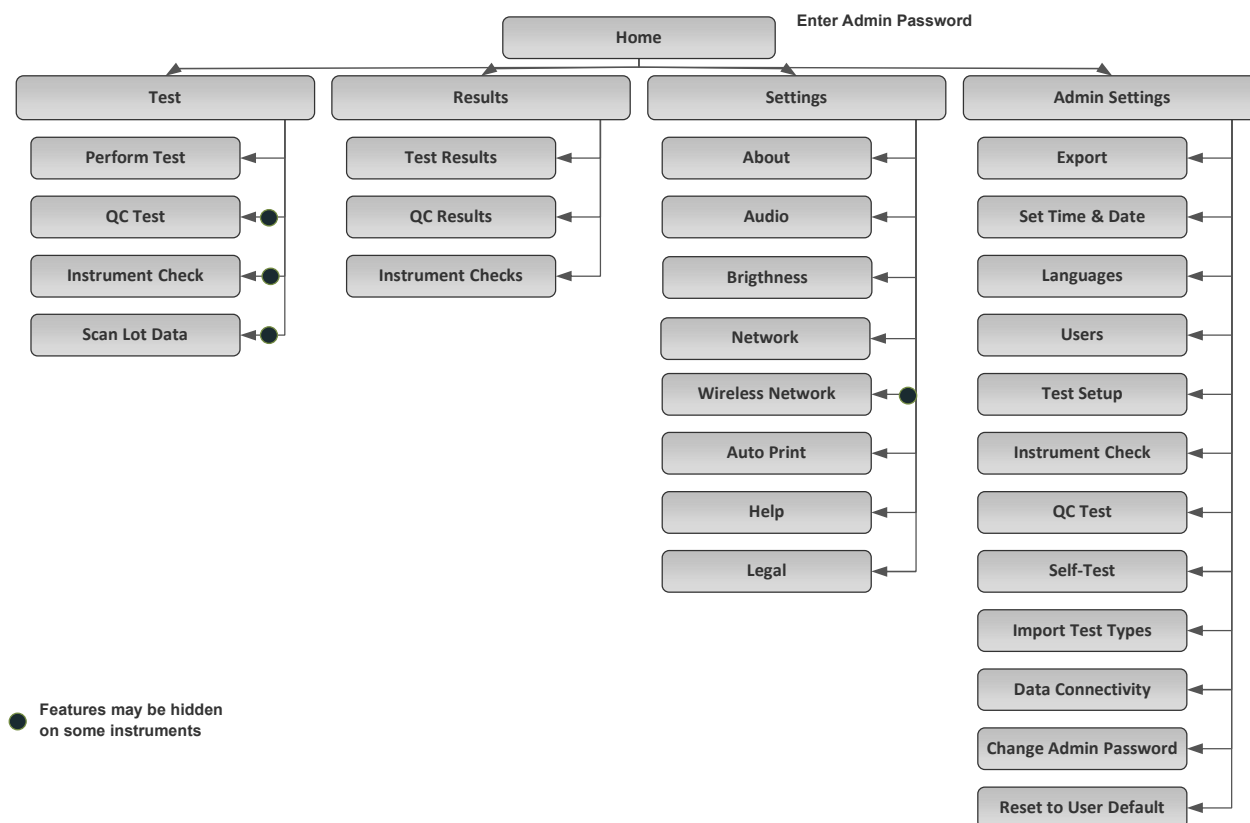 Enter Admin Password
Home
Test
Results
Settings
Admin Settings
Perform Test
QC Test
Instrument Check
Scan Lot Data
Test Results
QC Results
Instrument Checks
About
Audio
Brigthness
Network
Wireless Network
Auto Print
Help
Legal
Export
Set Time & Date
Languages
Users
Test Setup
Instrument Check
QC Test
Self-Test
Import Test Types
Data Connectivity
Change Admin Password
Reset to User Default
Features may be hidden
on some instruments